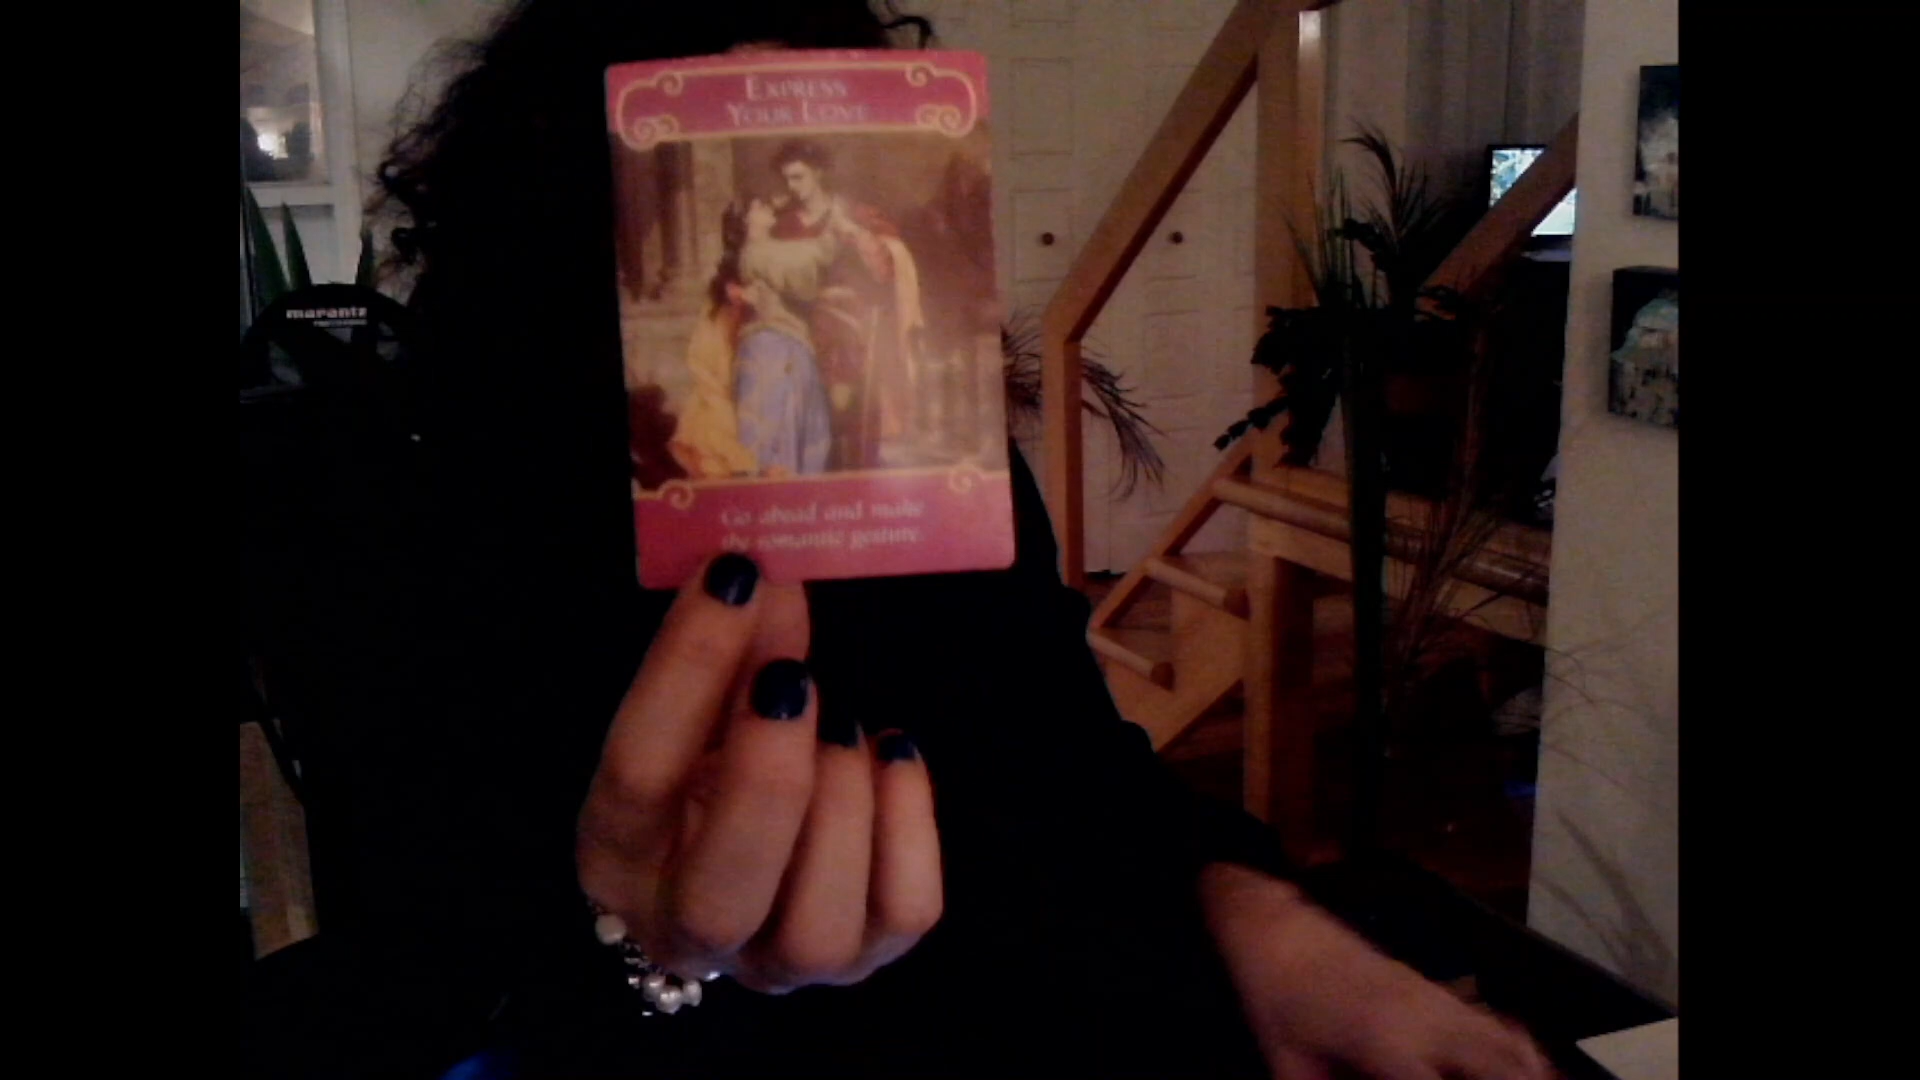 EXPRESS
YOUR LOVE
Go ahead and make
the romantic gesture.
marantz